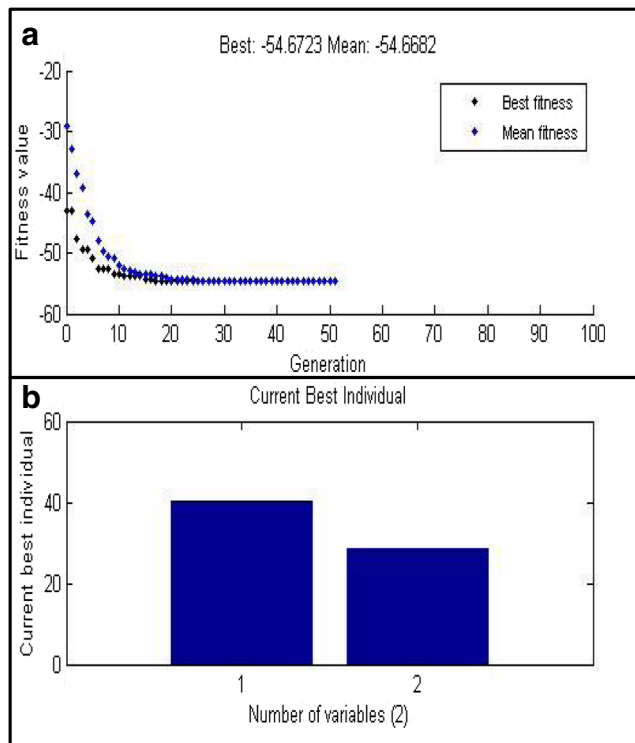 a
Best: -54.6723 Mean: -54.6682
-20
-30
-40
-50
-60
Fitness value
Best fitness
Mean fitness
0 10 20 30 40 50 60 70 80 90 100
Generation
b
Current Best Individual
60
40
20
0
Current best individual
1 2
Number of variables (2)